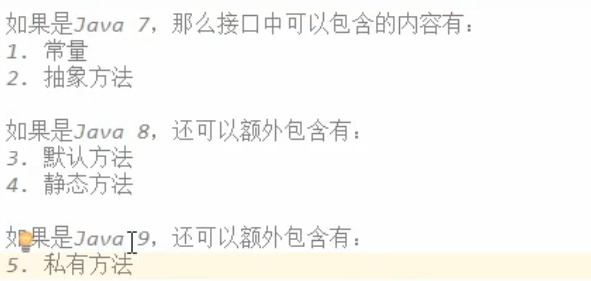 如果是Java 7，那么接口中可以包含的内容有：
1. 常量
2. 抽象方法
如果是Java 8，还可以额外包含有：
3. 默认方法
4. 静态方法
如果是Java 9，还可以额外包含有：
5. 私有方法